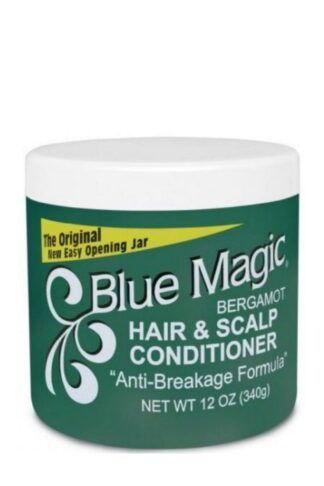 The Original
New Easy Opening Jar
Blue Magic®
BERGAMOT
HAIR & SCALP
CONDITIONER
"Anti-Breakage Formula"
NET WT 12 OZ (340g)